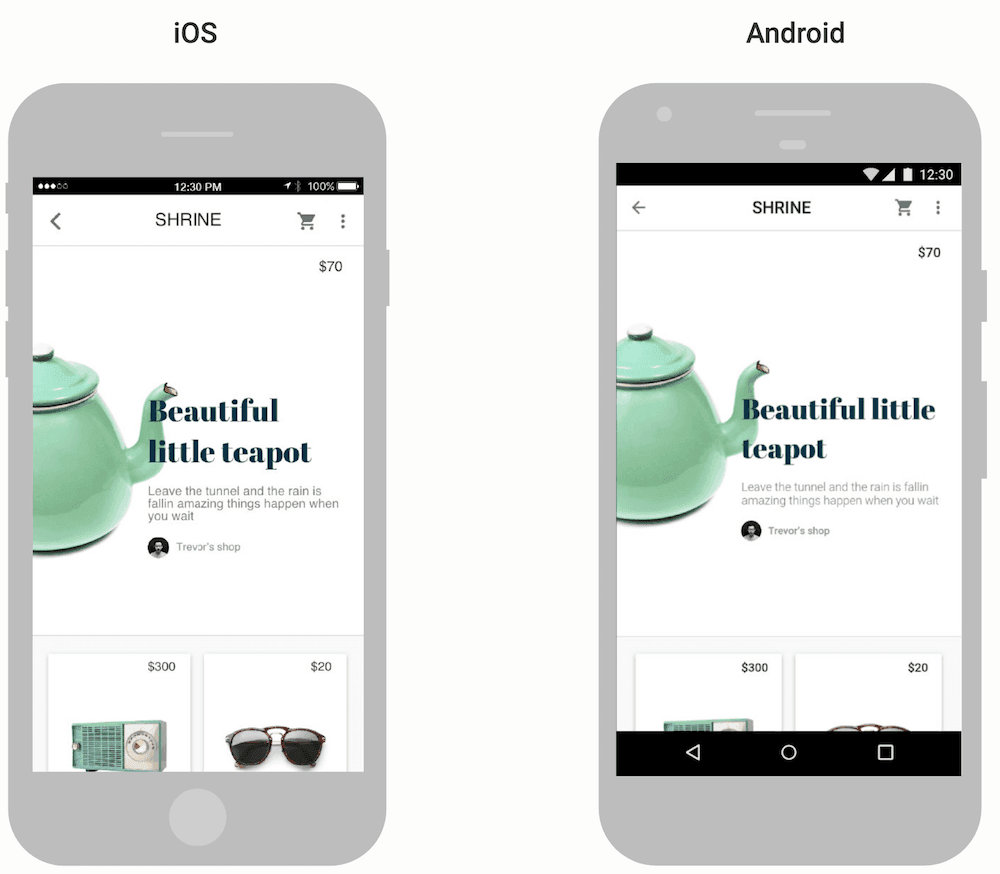 iOS
12:30 PM
100%
SHRINE
$70
Beautiful
little teapot
Leave the tunnel and the rain is
fallin amazing things happen when
you wait
Trevor's shop
$300
$20
Android
12:30
SHRINE
$70
Beautiful little
teapot
Leave the tunnel and the rain is fallin
amazing things happen when you wait
Trevor's shop
$300
$20